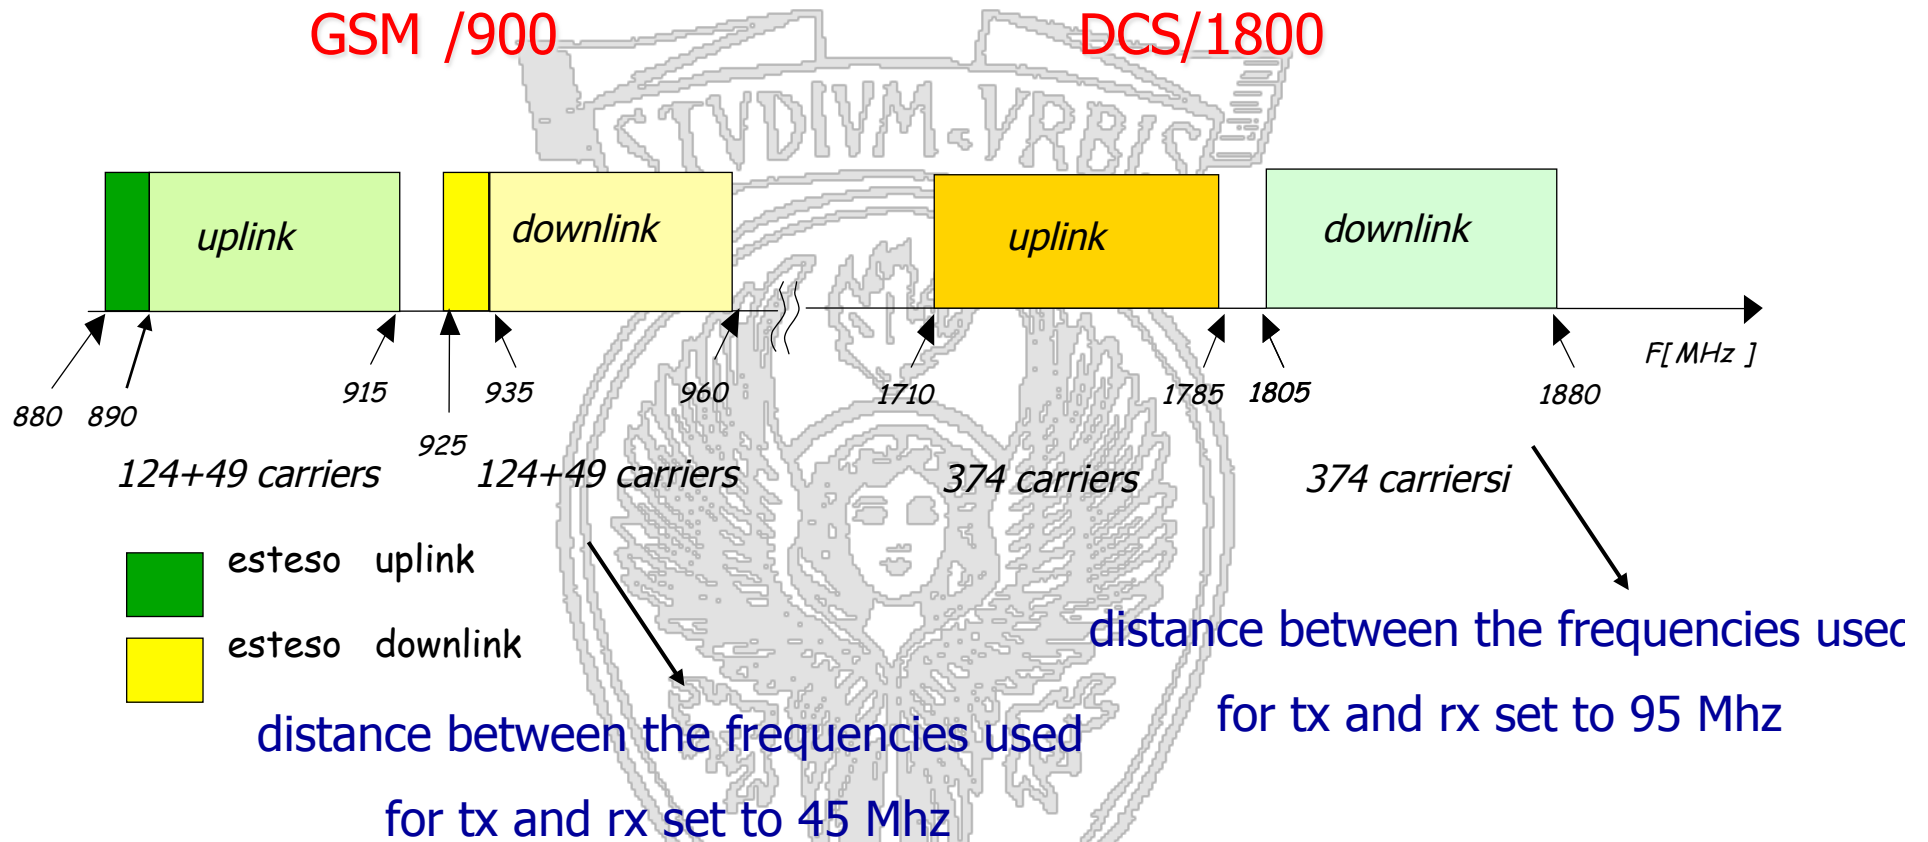 GSM /900
DCS/1800
STVDIVM VRBIS
uplink
downlink
uplink
downlink
F[MHz ]
880
890
915
925
935
960
1710
1785
1805
1880
124+49 carriers
124+49 carriers
374 carriers
374 carriersi
esteso uplink
esteso downlink
distance between the frequencies used
for tx and rx set to 45 Mhz
distance between the frequencies used
for tx and rx set to 95 Mhz